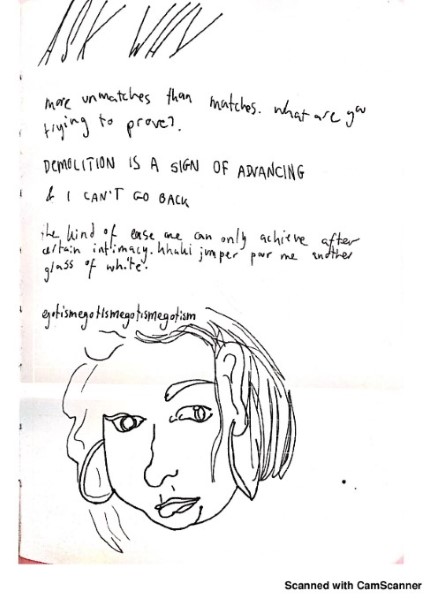 ASK WHY
more unmatches than matches. what are you
trying to prove?.
DEMOLITION IS A SIGN OF ADVANCING
& I CAN'T GO BACK
the kind of ease one can only achieve after
certain intimacy. khaki jumper pour me another
glass of white.
egotismegotismegotismegotism
Scanned with CamScanner